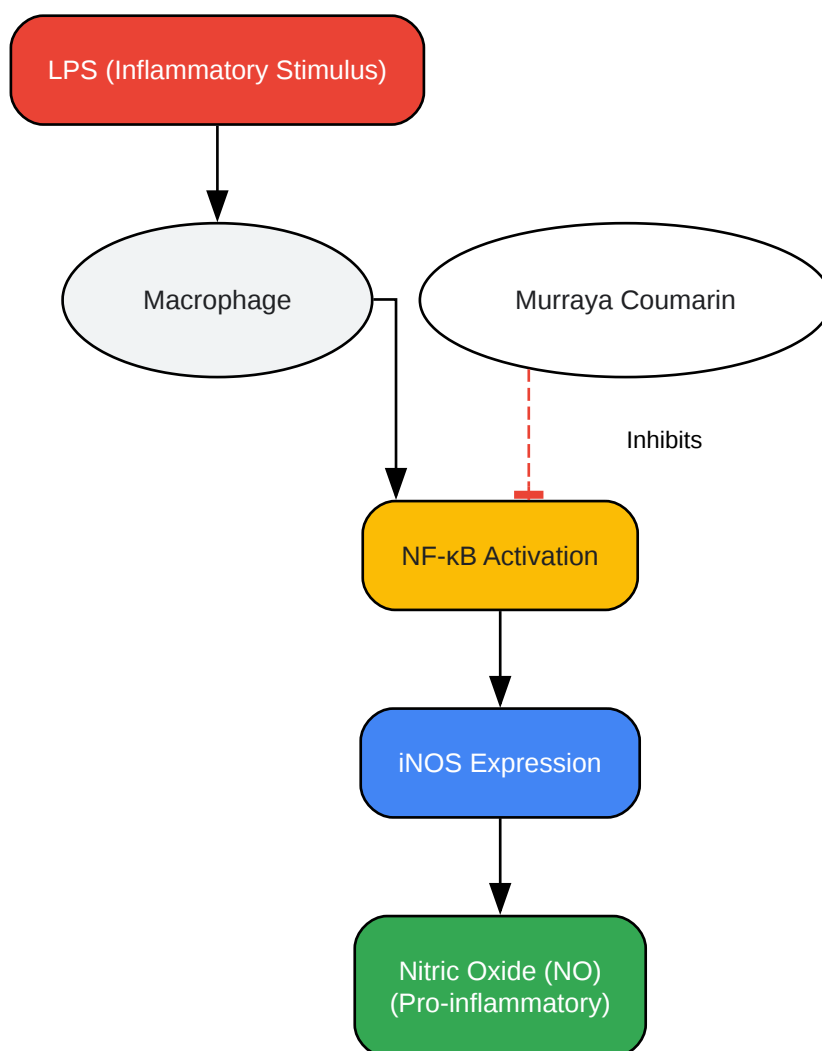 LPS (Inflammatory Stimulus)
Macrophage
Murraya Coumarin
Inhibits
NF-κB Activation
iNOS Expression
Nitric Oxide (NO)
(Pro-inflammatory)